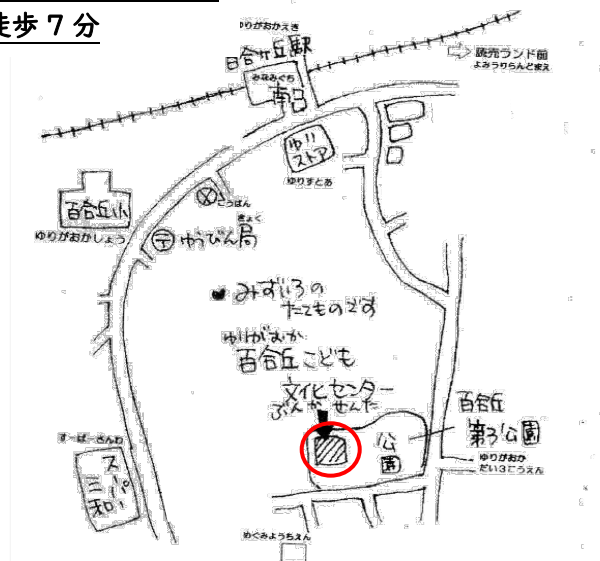 徒歩 7 分
ゆりがおかえき
百合ヶ丘駅
みなみぐち
南口
読売ランド前
よみうりらんどまえ
ゆり
ストア
ゆりすとあ
百合丘小
ゆりがおかしょう
こうばん
きょく
〒ゆうびん局
みずいろの
たてものです
ゆりがおか
百合丘こども
文化センター
ぶんかせんた
公
園
百合丘
第3公園
ゆりがおか
だい3こうえん
すーぱーさんわ
スーパー
三和
めぐみようちえん